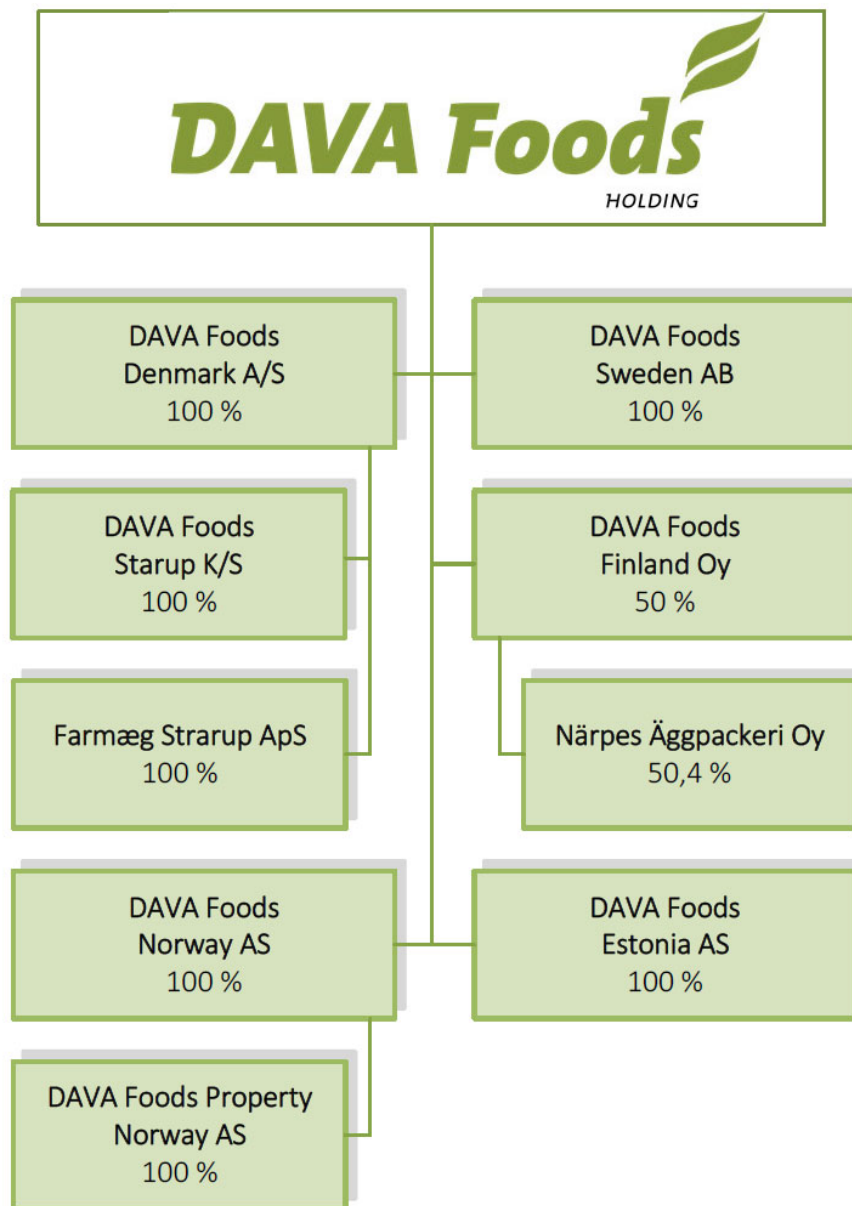 DAVA Foods
HOLDING
DAVA Foods
Denmark A/S
100 %
DAVA Foods
Sweden AB
100 %
DAVA Foods
Starup K/S
100 %
DAVA Foods
Finland Oy
50 %
Farmæg Strarup ApS
100 %
Närpes Äggpackeri Oy
50,4 %
DAVA Foods
Norway AS
100 %
DAVA Foods
Estonia AS
100 %
DAVA Foods Property
Norway AS
100 %